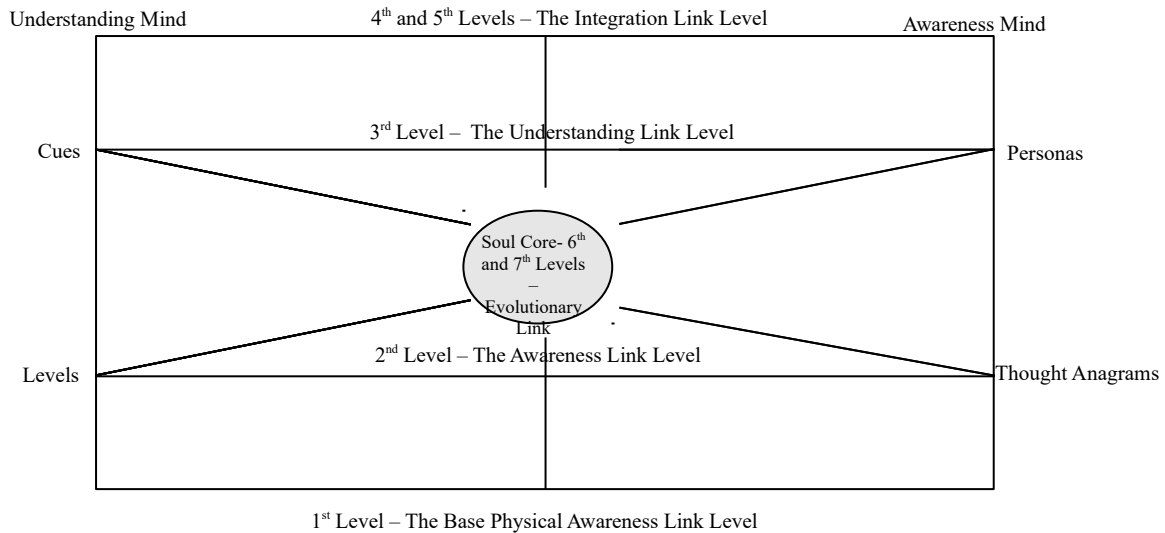 Understanding Mind
4th and 5th Levels – The Integration Link Level
Awareness Mind
3rd Level – The Understanding Link Level
Cues
Personas
Soul Core- 6th
and 7th Levels
–
Evolutionary
Link
2nd Level – The Awareness Link Level
Levels
Thought Anagrams
1st Level – The Base Physical Awareness Link Level